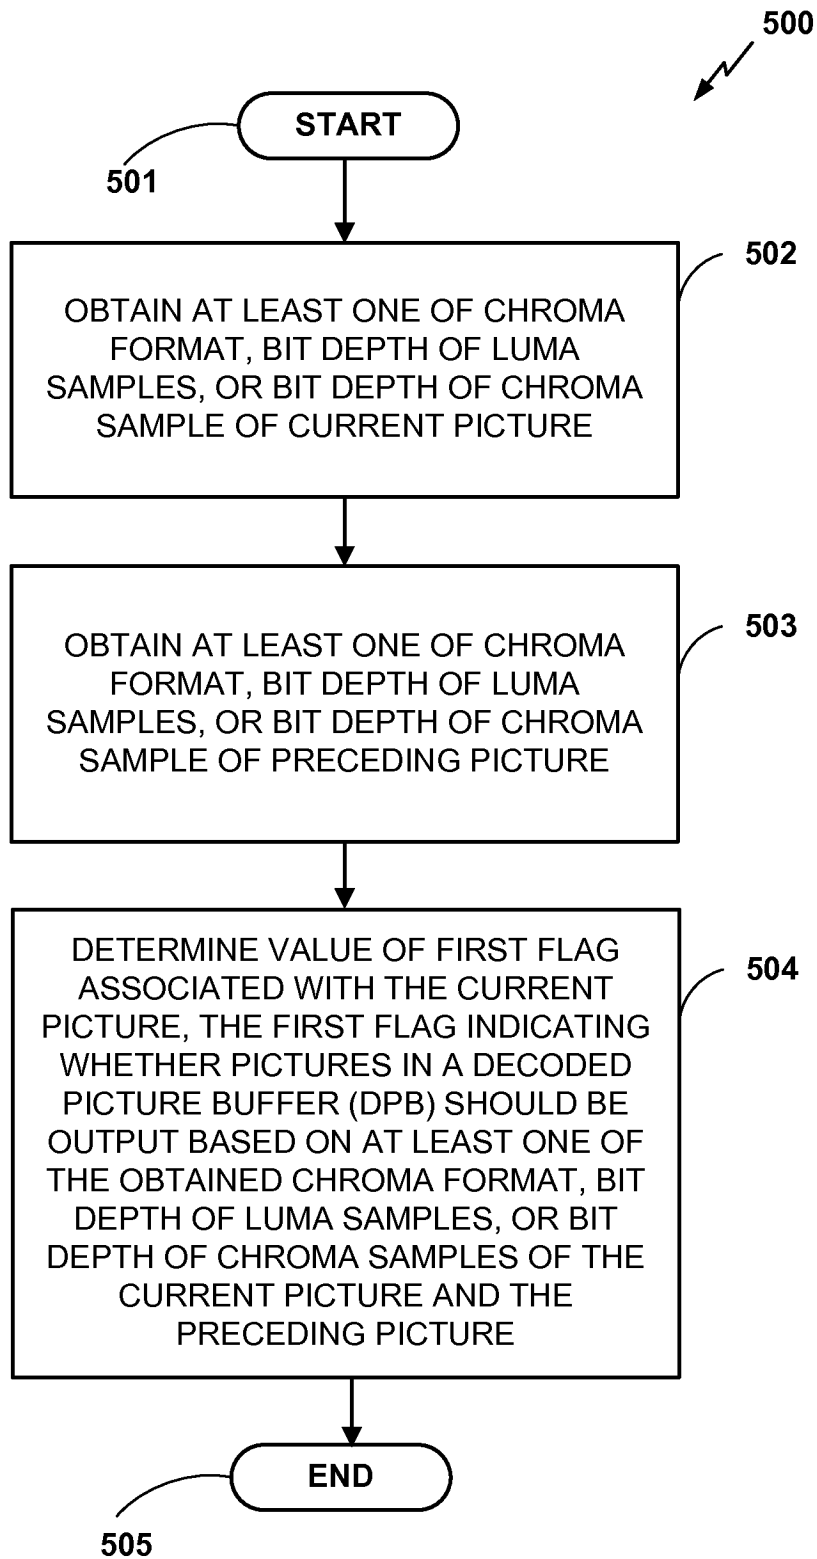 500
START
501
502
OBTAIN AT LEAST ONE OF CHROMA
FORMAT, BIT DEPTH OF LUMA
SAMPLES, OR BIT DEPTH OF CHROMA
SAMPLE OF CURRENT PICTURE
503
OBTAIN AT LEAST ONE OF CHROMA
FORMAT, BIT DEPTH OF LUMA
SAMPLES, OR BIT DEPTH OF CHROMA
SAMPLE OF PRECEDING PICTURE
504
DETERMINE VALUE OF FIRST FLAG
ASSOCIATED WITH THE CURRENT
PICTURE, THE FIRST FLAG INDICATING
WHETHER PICTURES IN A DECODED
PICTURE BUFFER (DPB) SHOULD BE
OUTPUT BASED ON AT LEAST ONE OF
THE OBTAINED CHROMA FORMAT, BIT
DEPTH OF LUMA SAMPLES, OR BIT
DEPTH OF CHROMA SAMPLES OF THE
CURRENT PICTURE AND THE
PRECEDING PICTURE
END
505